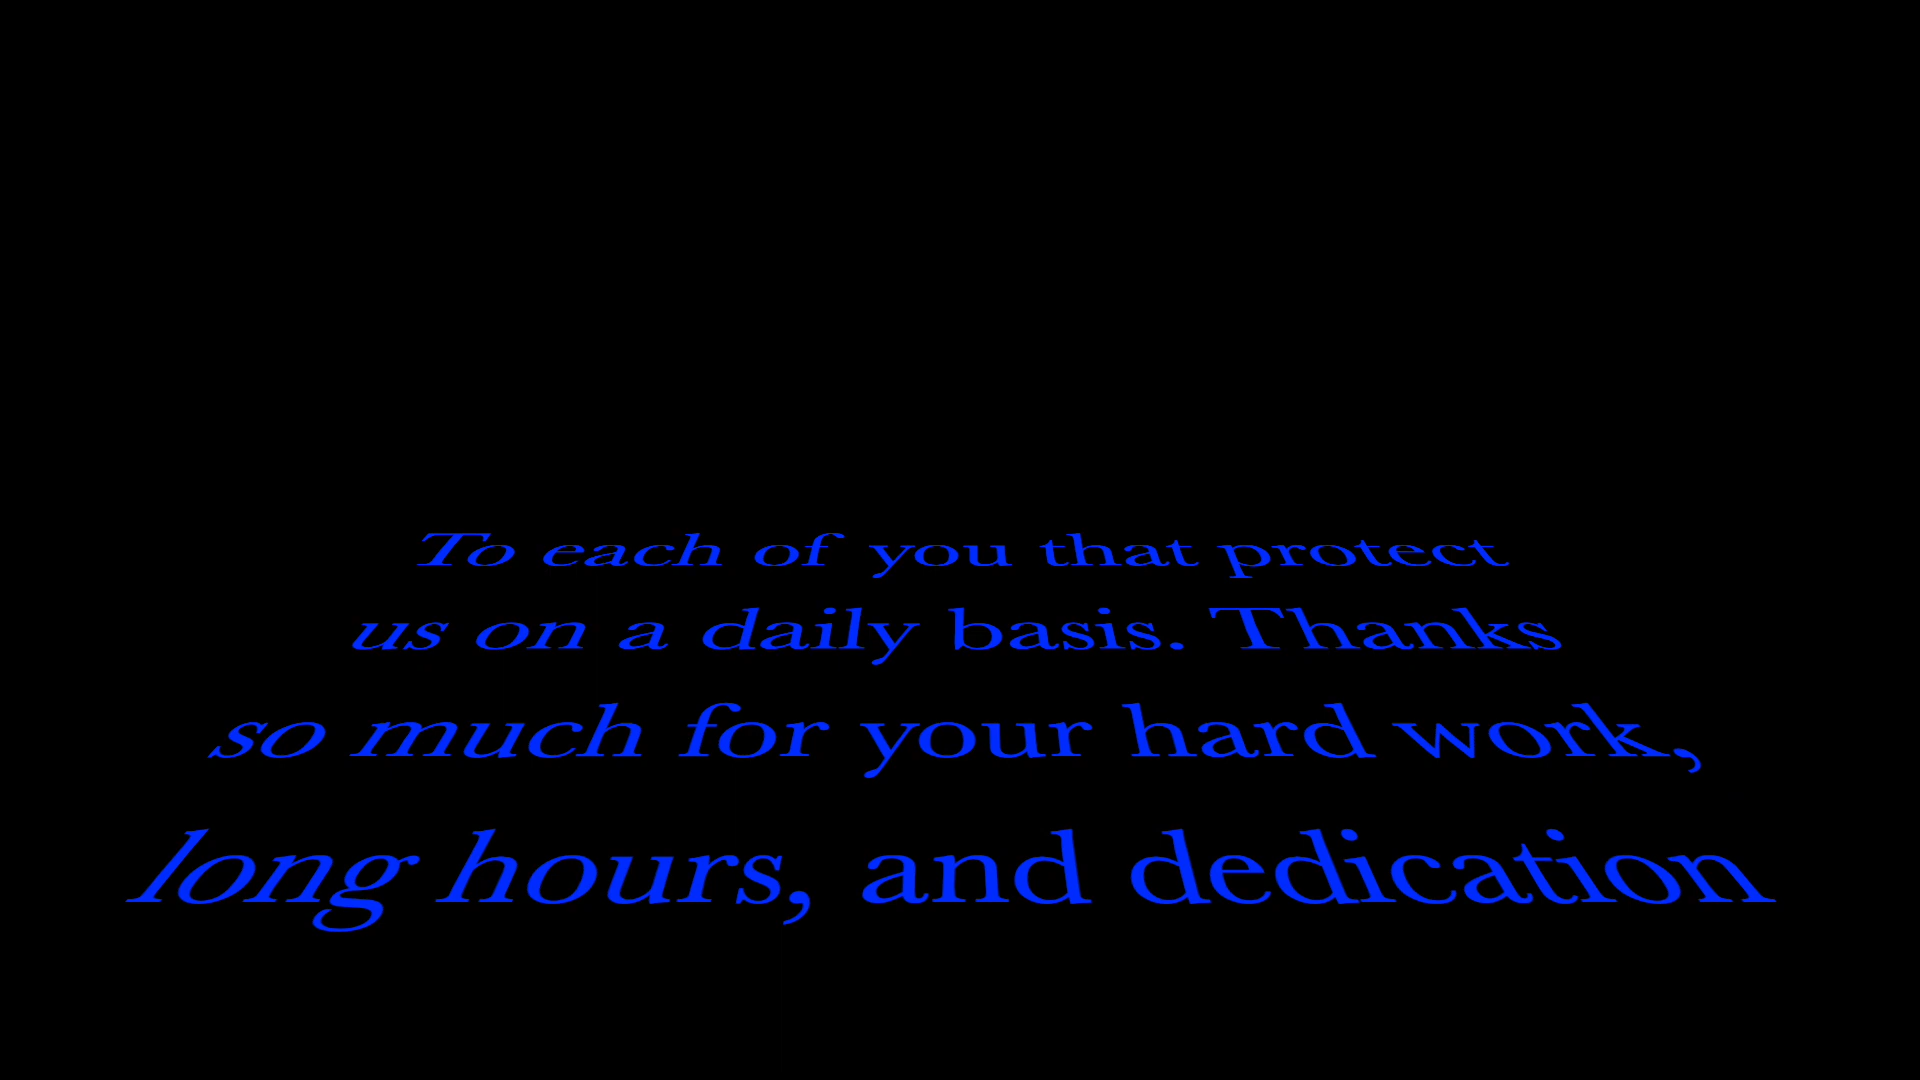 To each of you that protect
us on a daily basis. Thanks
so much for your hard work,
long hours, and dedication